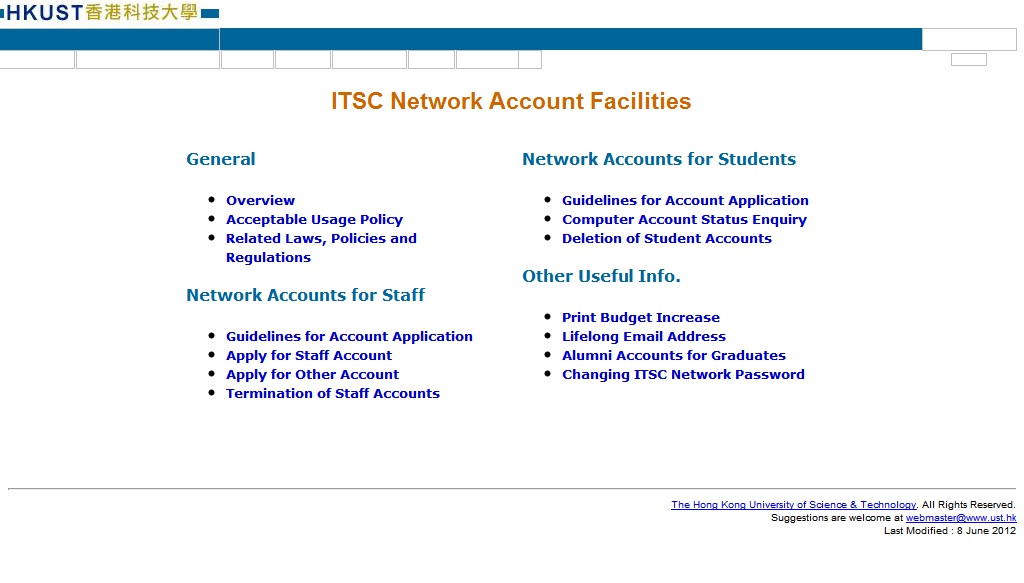 HKUST香港科技大學
ITSC Network Account Facilities
General
Overview
Acceptable Usage Policy
Related Laws, Policies and
Regulations
Network Accounts for Staff
Guidelines for Account Application
Apply for Staff Account
Apply for Other Account
Termination of Staff Accounts
Network Accounts for Students
Guidelines for Account Application
Computer Account Status Enquiry
Deletion of Student Accounts
Other Useful Info.
Print Budget Increase
Lifelong Email Address
Alumni Accounts for Graduates
Changing ITSC Network Password
The Hong Kong University of Science & Technology. All Rights Reserved.
Suggestions are welcome at webmaster@www.ust.hk
Last Modified : 8 June 2012